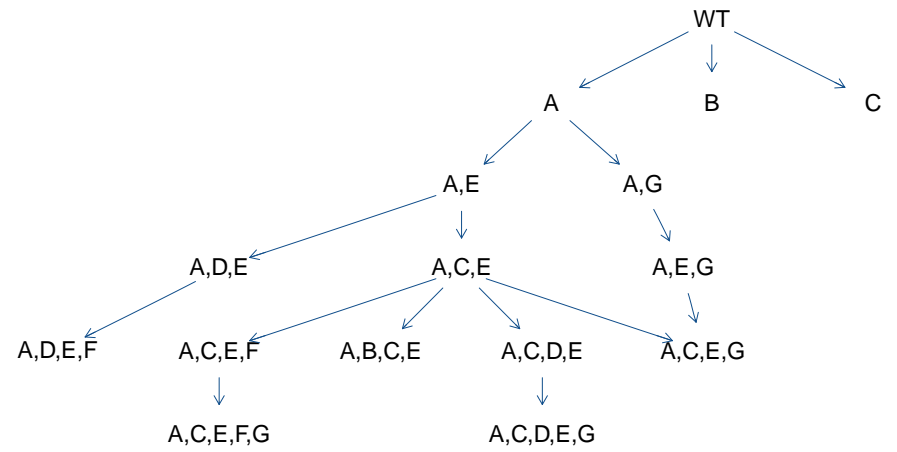 WT
A B C
A,E A,G
A,D,E A,C,E A,E,G
A,D,E,F A,C,E,F A,B,C,E A,C,D,E A,C,E,G
A,C,E,F,G A,C,D,E,G